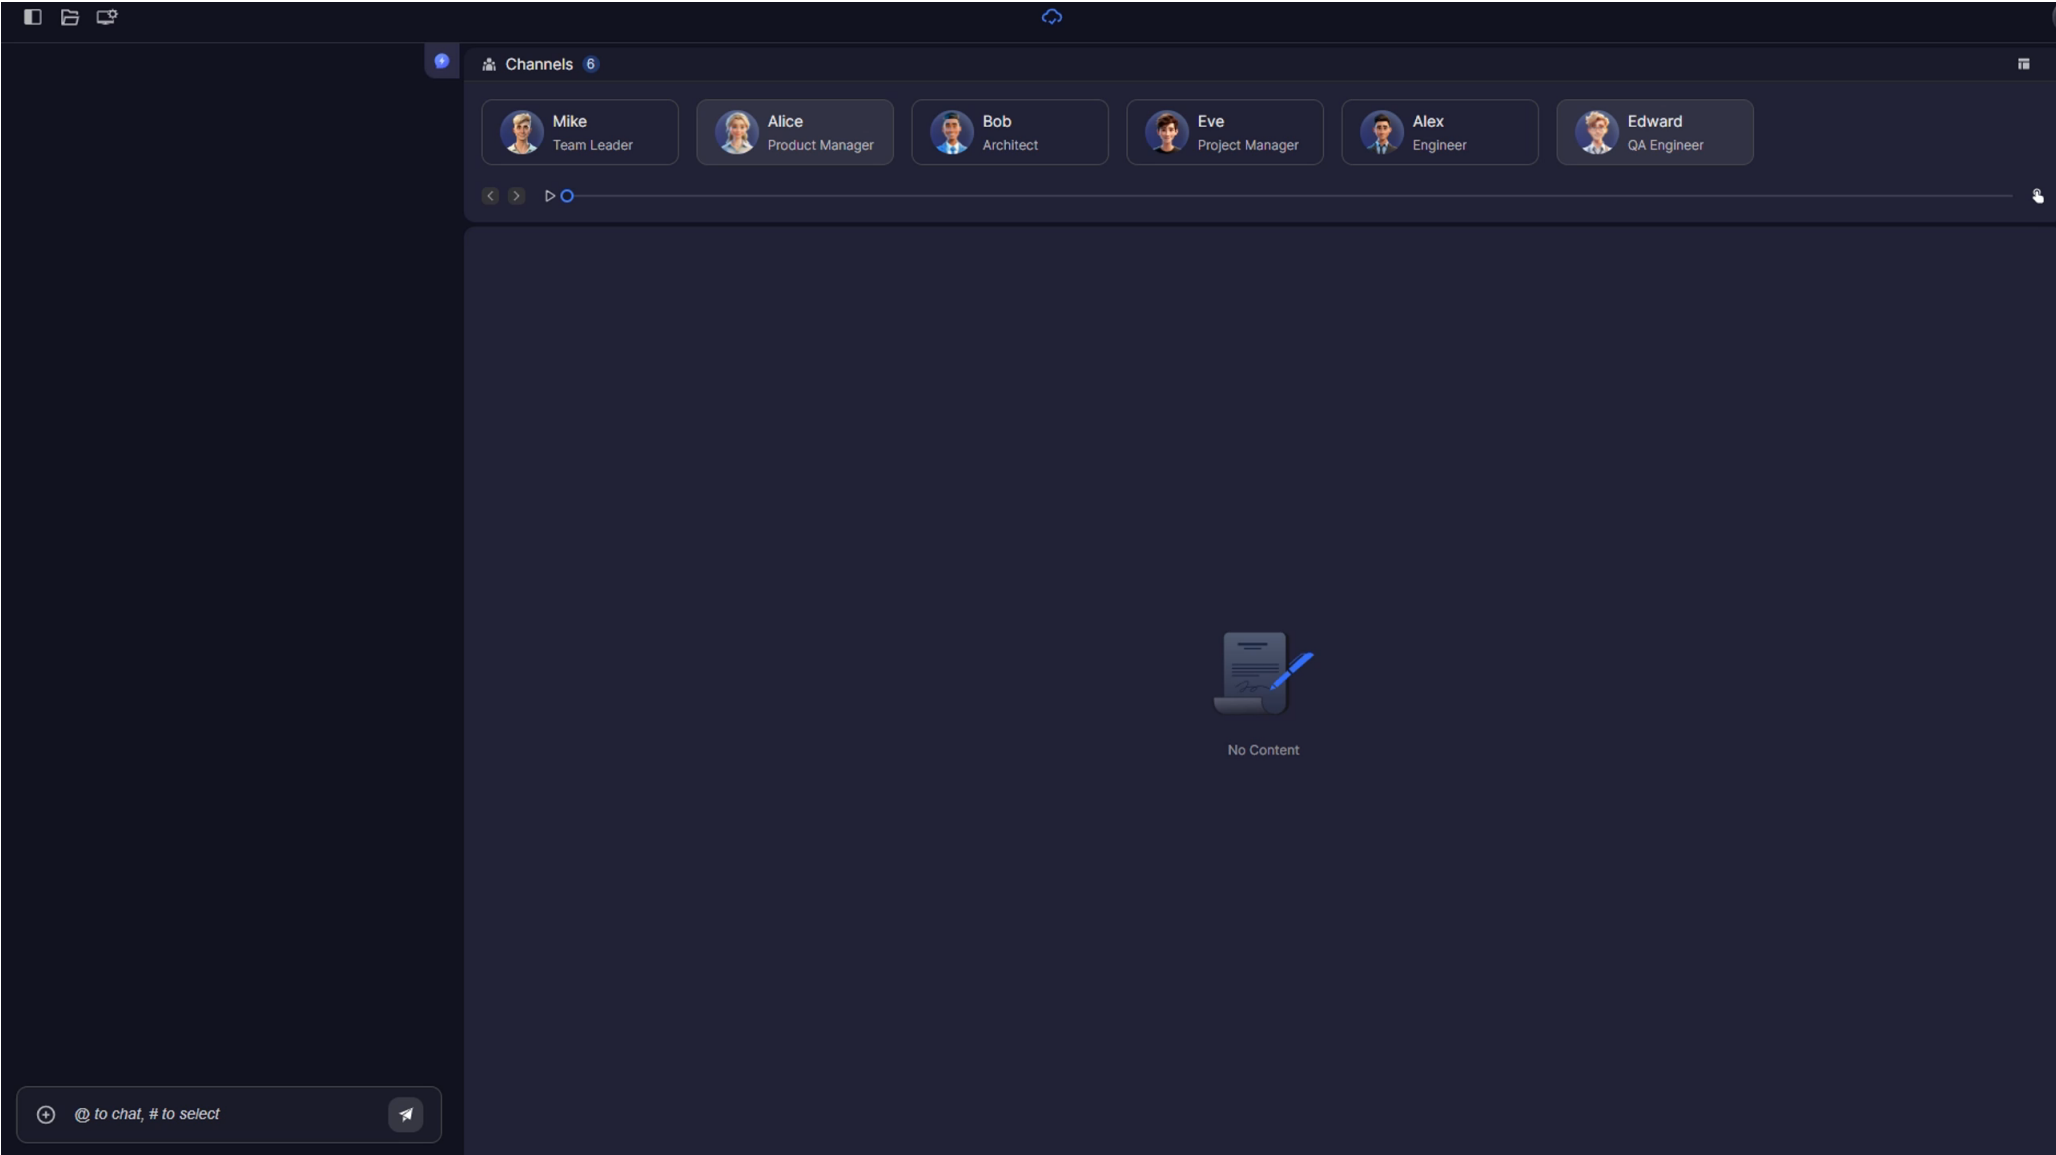 Channels 6
Mike
Team Leader
Alice
Product Manager
Bob
Architect
Eve
Project Manager
Alex
Engineer
Edward
QA Engineer
No Content
@ to chat, # to select